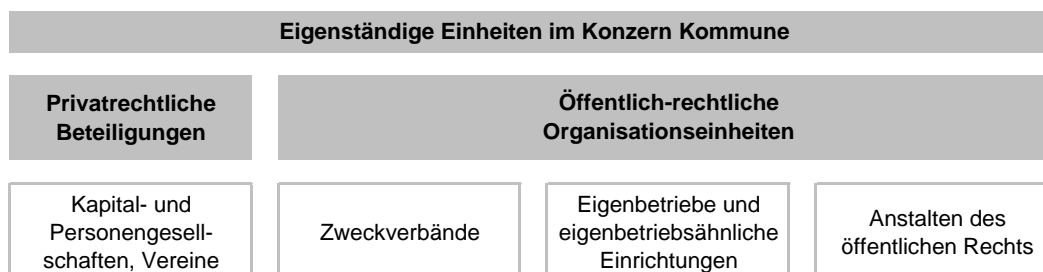 Eigenständige Einheiten im Konzern Kommune
Privatrechtliche
Beteiligungen
Öffentlich-rechtliche
Organisationseinheiten
Kapital- und
Personengesell-
schaften, Vereine
Zweckverbände
Eigenbetriebe und
eigenbetriebsähnliche
Einrichtungen
Anstalten des
öffentlichen Rechts